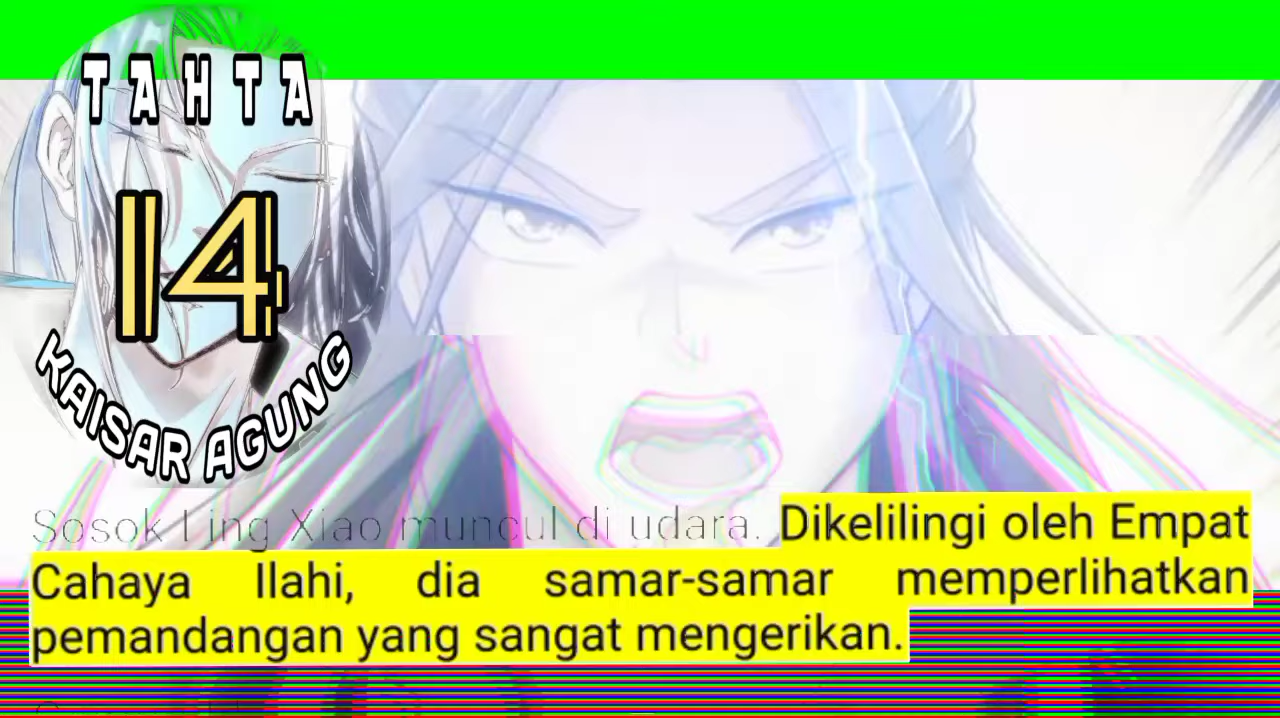 TAHTA
14
KAISAR AGUNG
Sosok Ling Xiao muncul di udara. Dikelilingi oleh Empat
Cahaya Ilahi, dia samar-samar memperlihatkan
pemandangan yang sangat mengerikan.